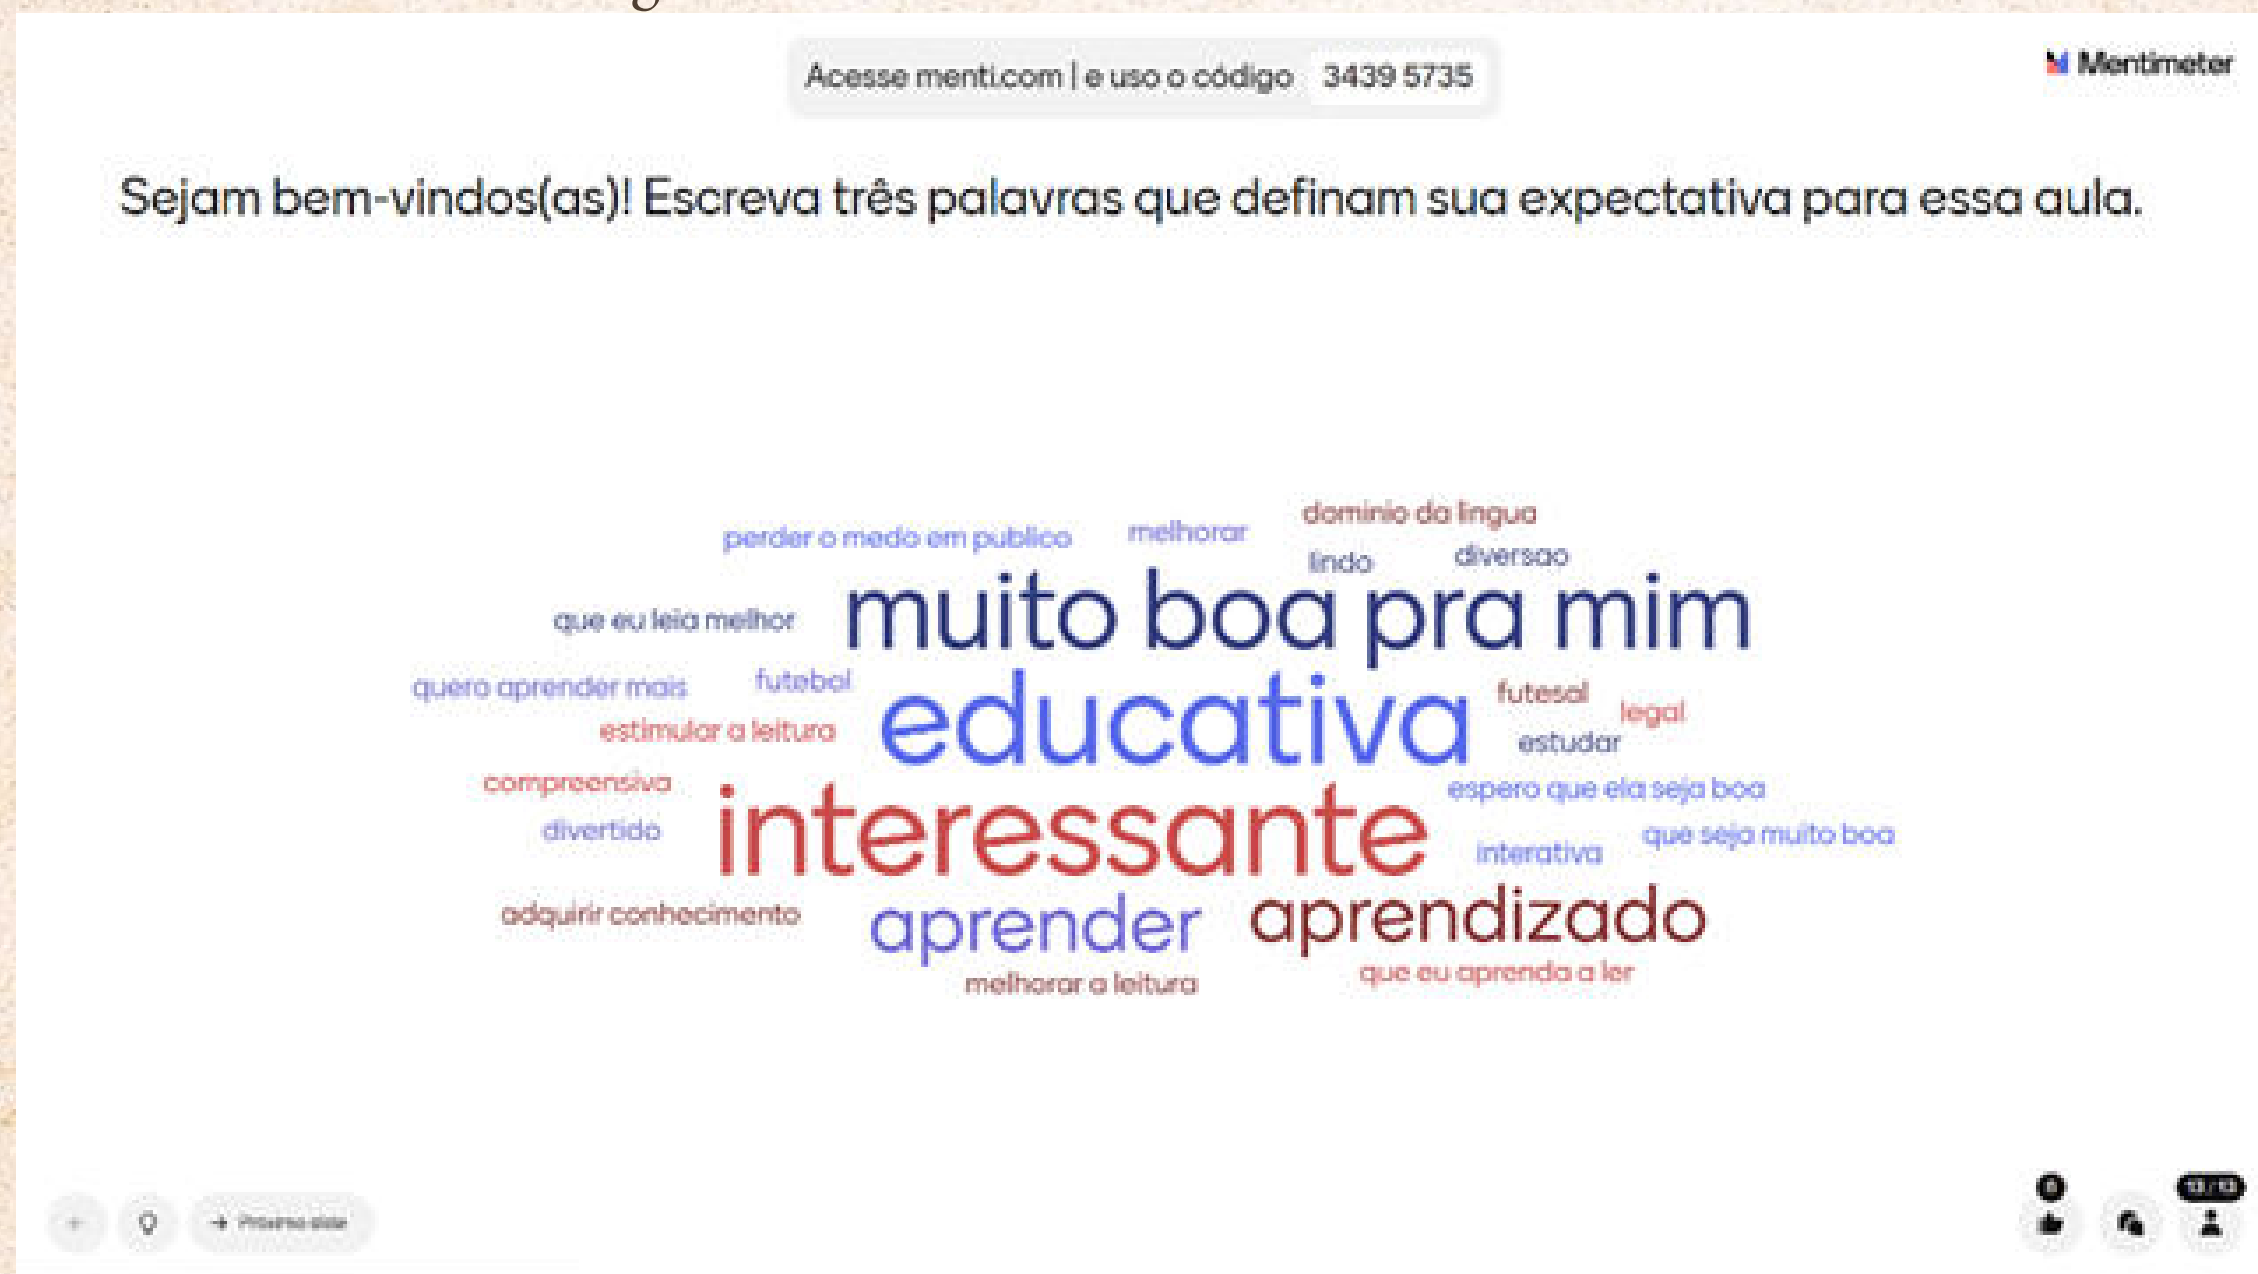 Acesse menti.com | e uso o código 3439 5735
Mentimeter
Sejam bem-vindos(as)! Escreva três palavras que definam sua expectativa para essa aula.
dominio da lingua
perder o medo em publico
melhorar
lindo
diversao
muito boa pra mim
que eu leia melhor
quero aprender mais
futebol
educativa
futesal
legal
estimular a leitura
estudar
compreensiva
interessante
espero que ela seja boa
divertido
interativa
que seja muito boa
adquirir conhecimento
aprender
aprendizado
melhorar a leitura
que eu aprenda a ler
Próximo slide